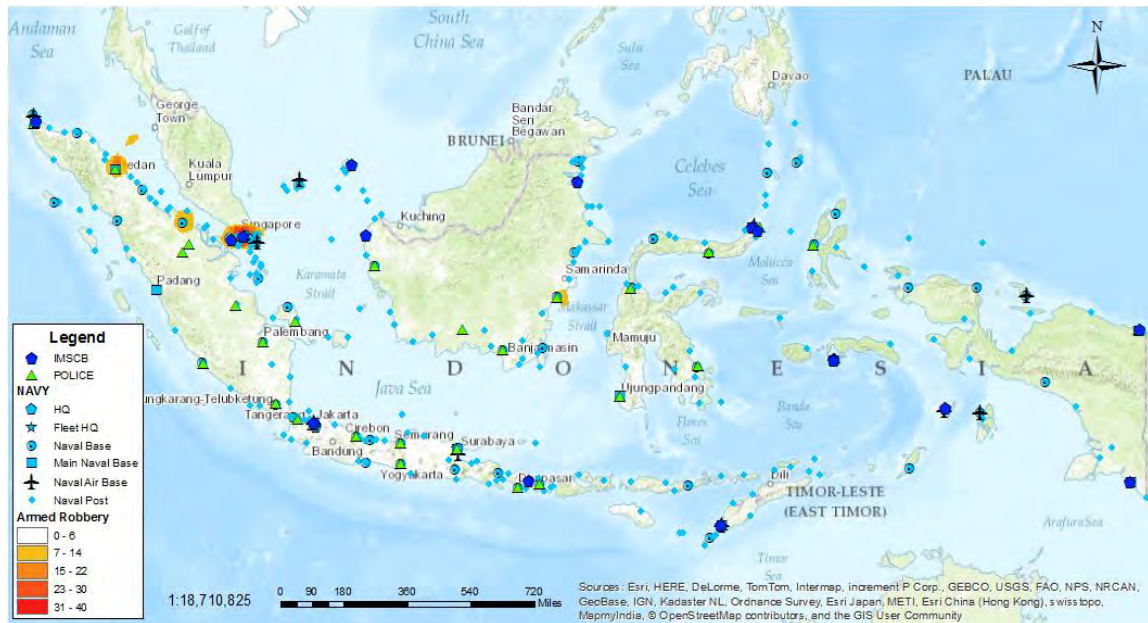 Andaman
Sea
Gulf of
Thailand
South
China Sea
Sulu
Sea
Davao
PALAU
N
George
Town
Bandar
Seri
Begawan
BRUNEI
Celebes
Sea
edan
Kuala
Lumpur
Singapore
Kuching
Samarinda
Molucca
Sea
Karamata
Strait
Padang
Makassar
Strait
Mamuju
Palembang
Banjarmasin
I N D O N E S I A
Java Sea
Ujungpandang
ungkarang-Telubketung
Tangerang
Jakarta
Cirebon
Semarang
Surabaya
Flores
Sea
Banda
Sea
Bandung
Yogyakarta
Denpasar
Dili
TIMOR-LESTE
(EAST TIMOR)
Arafura Sea
Timor
Sea
Legend
IMSCB
POLICE
NAVY
HQ
Fleet HQ
Naval Base
Main Naval Base
Naval Air Base
Naval Post
Armed Robbery
0 - 6
7 - 14
15 - 22
23 - 30
31 - 40
1:18,710,825
0 90 180 360 540 720
Miles
Sources: Esri, HERE, DeLorme, TomTom, Intermap, increment P Corp., GEBCO, USGS, FAO, NPS, NRCAN,
GeoBase, IGN, Kadaster NL, Ordnance Survey, Esri Japan, METI, Esri China (Hong Kong), swisstopo,
MapmyIndia, © OpenStreetMap contributors, and the GIS User Community